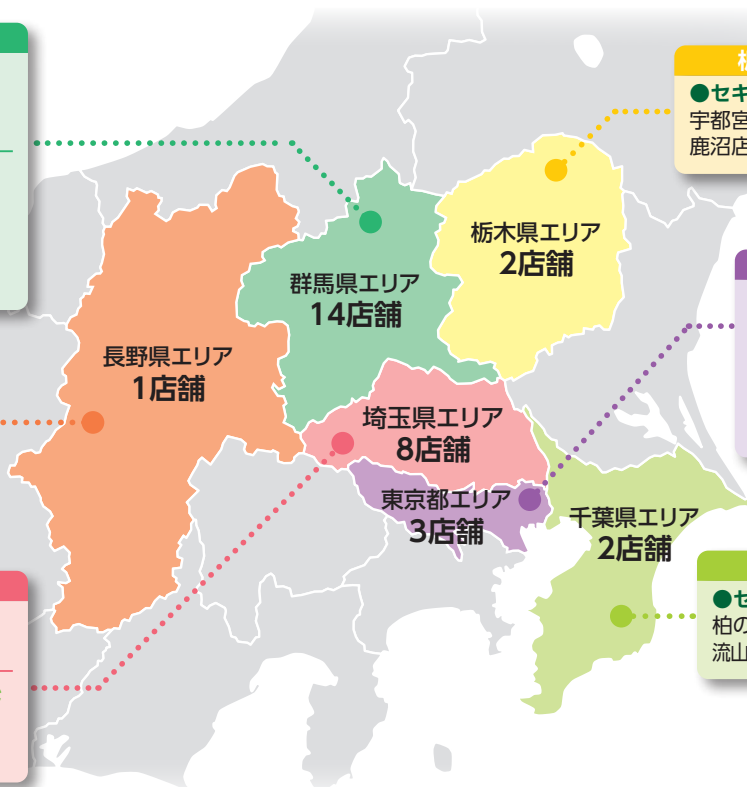 ●セキ
宇都宮
鹿沼店
栃木県エリア
2店舗
群馬県エリア
14店舗
長野県エリア
1店舗
埼玉県エリア
8店舗
東京都エリア
3店舗
千葉県エリア
2店舗
●セ
柏の
流山